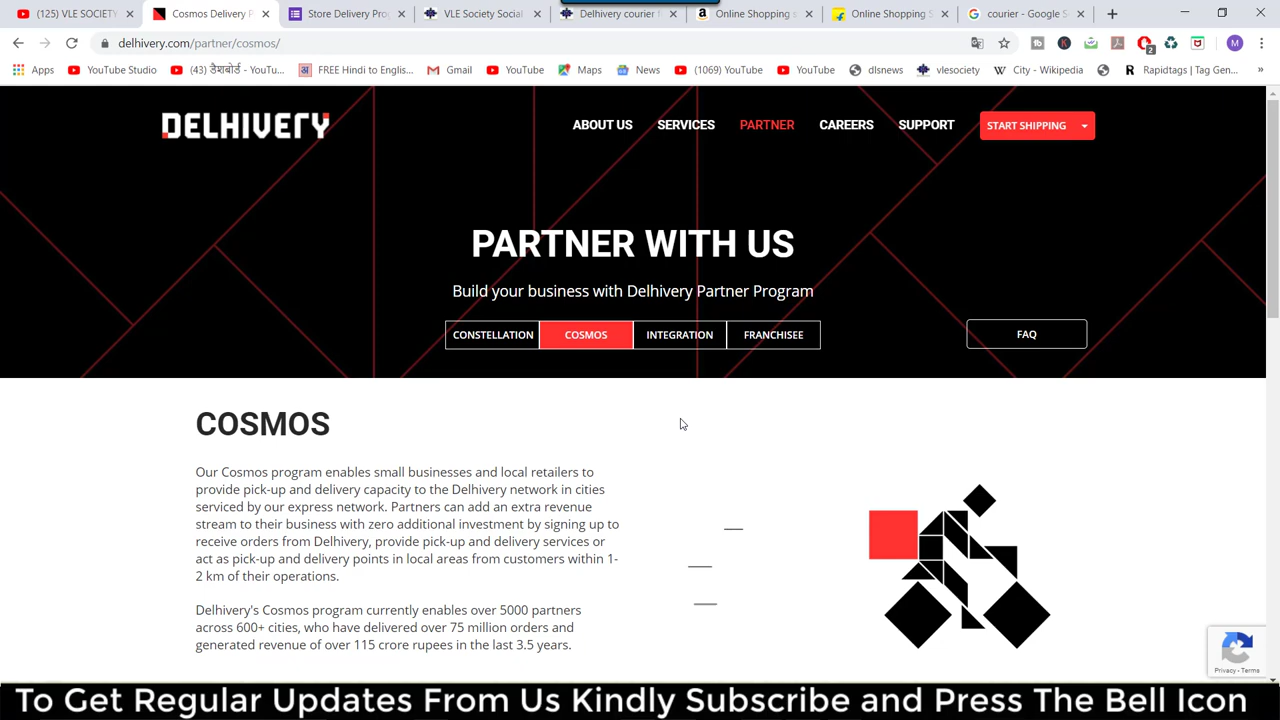 (125) VLE SOCIETY
Cosmos Delivery P
Store Delivery Pro
VLE Society Social
Delhivery courier
Online Shopping s
Online Shopping S
courier - Google S
delhivery.com/partner/cosmos/
2
M
Apps
YouTube Studio
(43) डैशबोर्ड - YouTu...
FREE Hindi to Englis...
Gmail
YouTube
Maps
News
(1069) YouTube
YouTube
dlsnews
vlesociety
City - Wikipedia
Rapidtags | Tag Gen...
DELHIVERY
ABOUT US
SERVICES
PARTNER
CAREERS
SUPPORT
START SHIPPING
PARTNER WITH US
Build your business with Delhivery Partner Program
CONSTELLATION
COSMOS
INTEGRATION
FRANCHISEE
FAQ
COSMOS
Our Cosmos program enables small businesses and local retailers to
provide pick-up and delivery capacity to the Delhivery network in cities
serviced by our express network. Partners can add an extra revenue
stream to their business with zero additional investment by signing up to
receive orders from Delhivery, provide pick-up and delivery services or
act as pick-up and delivery points in local areas from customers within 1-
2 km of their operations.
Delhivery's Cosmos program currently enables over 5000 partners
across 600+ cities, who have delivered over 75 million orders and
generated revenue of over 115 crore rupees in the last 3.5 years.
Privacy - Terms
To Get Regular Updates From Us Kindly Subscribe and Press The Bell Icon